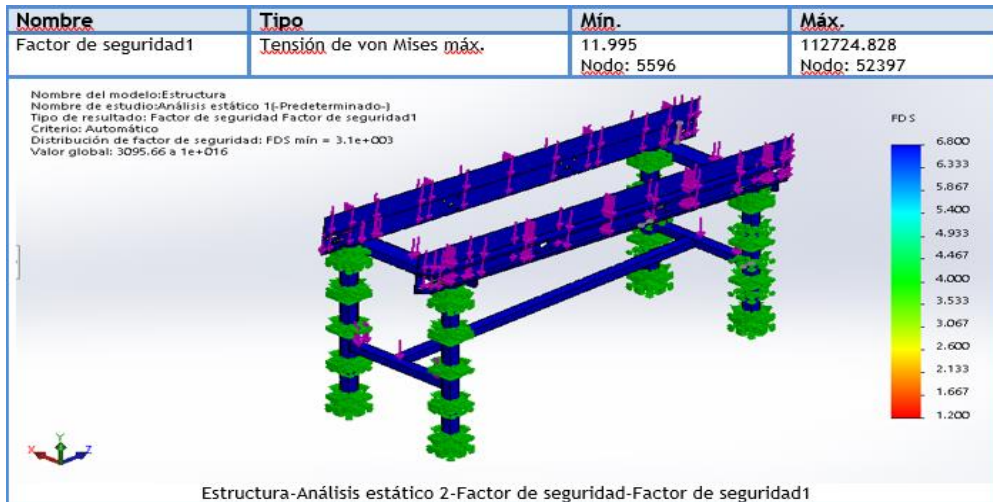 Nombre Tipo Mín. Máx.
Factor de seguridad1 Tensión de von Mises máx. 11.995 112724.828
Nodo: 5596 Nodo: 52397
Nombre del modelo:Estructura
Nombre de estudio:Análisis estático 1(-Predeterminado-)
Tipo de resultado: Factor de seguridad Factor de seguridad1
Criterio: Automático
Distribución de factor de seguridad: FDS mín = 3.1e+003
Valor global: 3095.66 a 1e+016
FDS
6.800
6.333
5.867
5.400
4.933
4.467
4.000
3.533
3.067
2.600
2.133
1.667
1.200
Y
X Z
Estructura-Análisis estático 2-Factor de seguridad-Factor de seguridad1